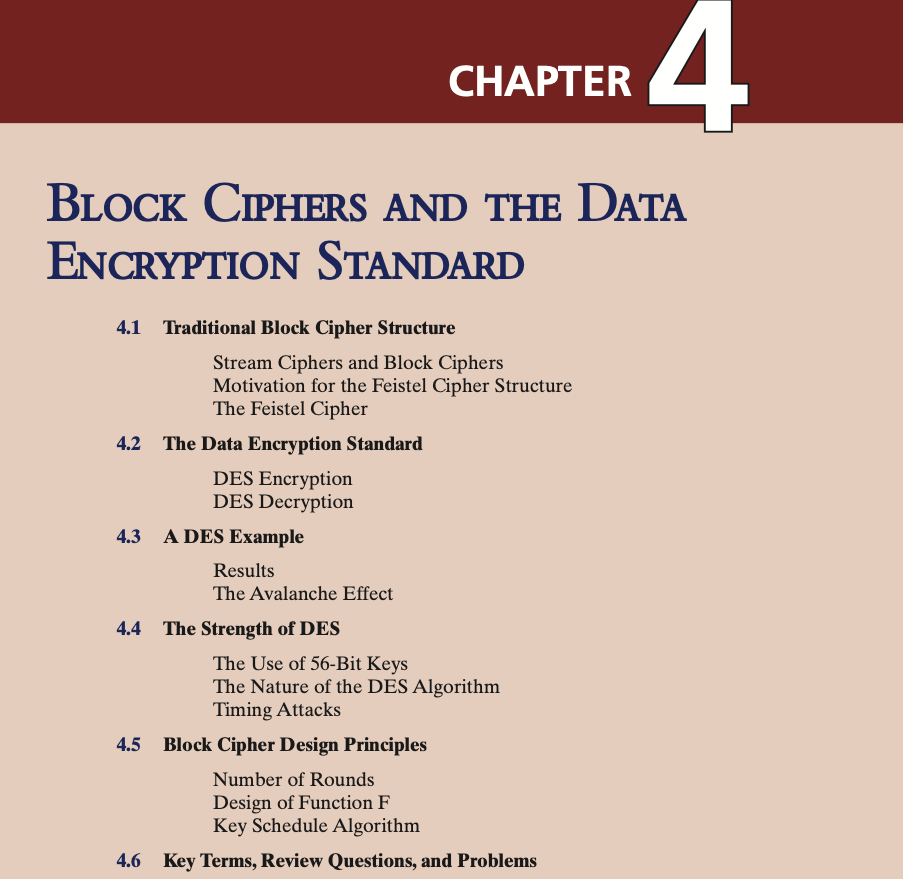 CHAPTER 4
BLOCK CIPHERS AND THE DATA
ENCRYPTION STANDARD
4.1 Traditional Block Cipher Structure
Stream Ciphers and Block Ciphers
Motivation for the Feistel Cipher Structure
The Feistel Cipher
4.2 The Data Encryption Standard
DES Encryption
DES Decryption
4.3 A DES Example
Results
The Avalanche Effect
4.4 The Strength of DES
The Use of 56-Bit Keys
The Nature of the DES Algorithm
Timing Attacks
4.5 Block Cipher Design Principles
Number of Rounds
Design of Function F
Key Schedule Algorithm
4.6 Key Terms, Review Questions, and Problems